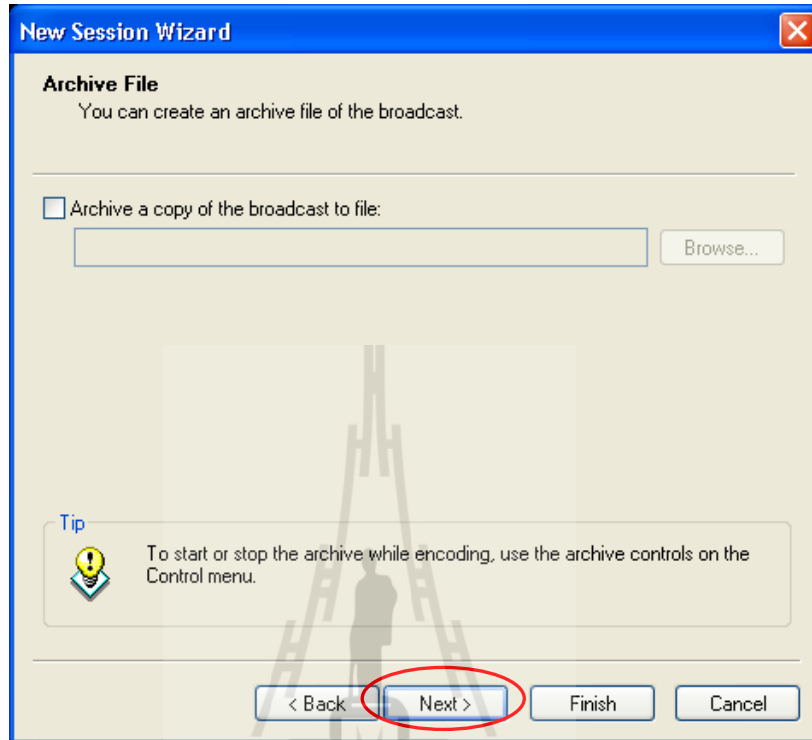 New Session Wizard
Archive File
You can create an archive file of the broadcast.
Archive a copy of the broadcast to file:
Browse...
Tip
To start or stop the archive while encoding, use the archive controls on the
Control menu.
< Back
Next >
Finish
Cancel